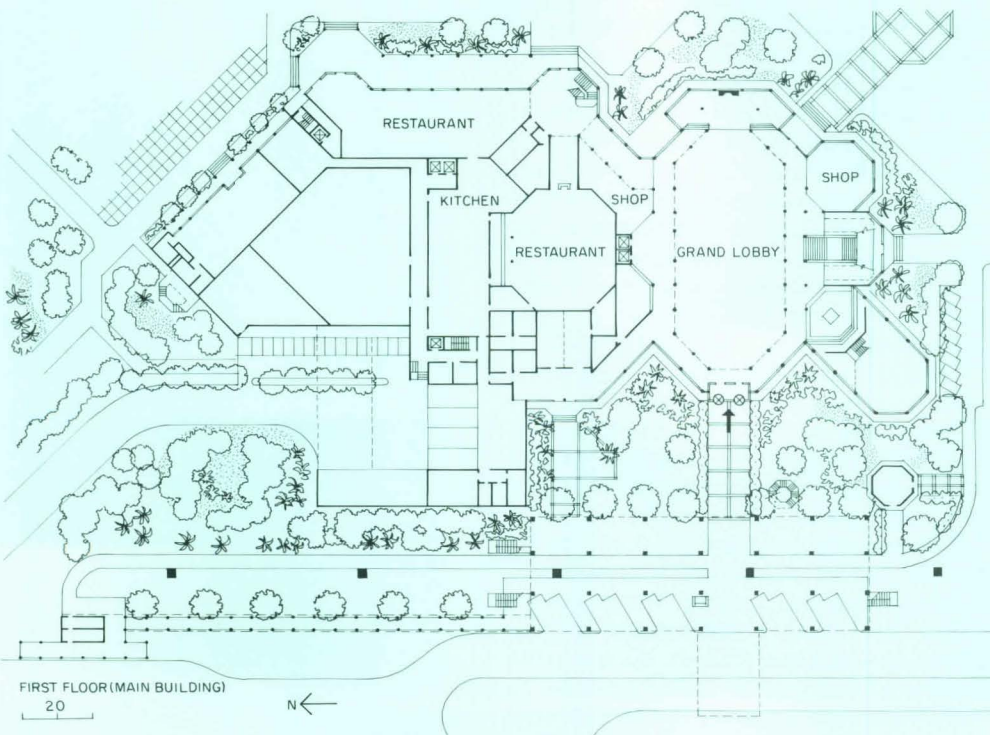 RESTAURANT
SHOP
KITCHEN
SHOP
RESTAURANT
GRAND LOBBY
FIRST FLOOR (MAIN BUILDING)
20
N